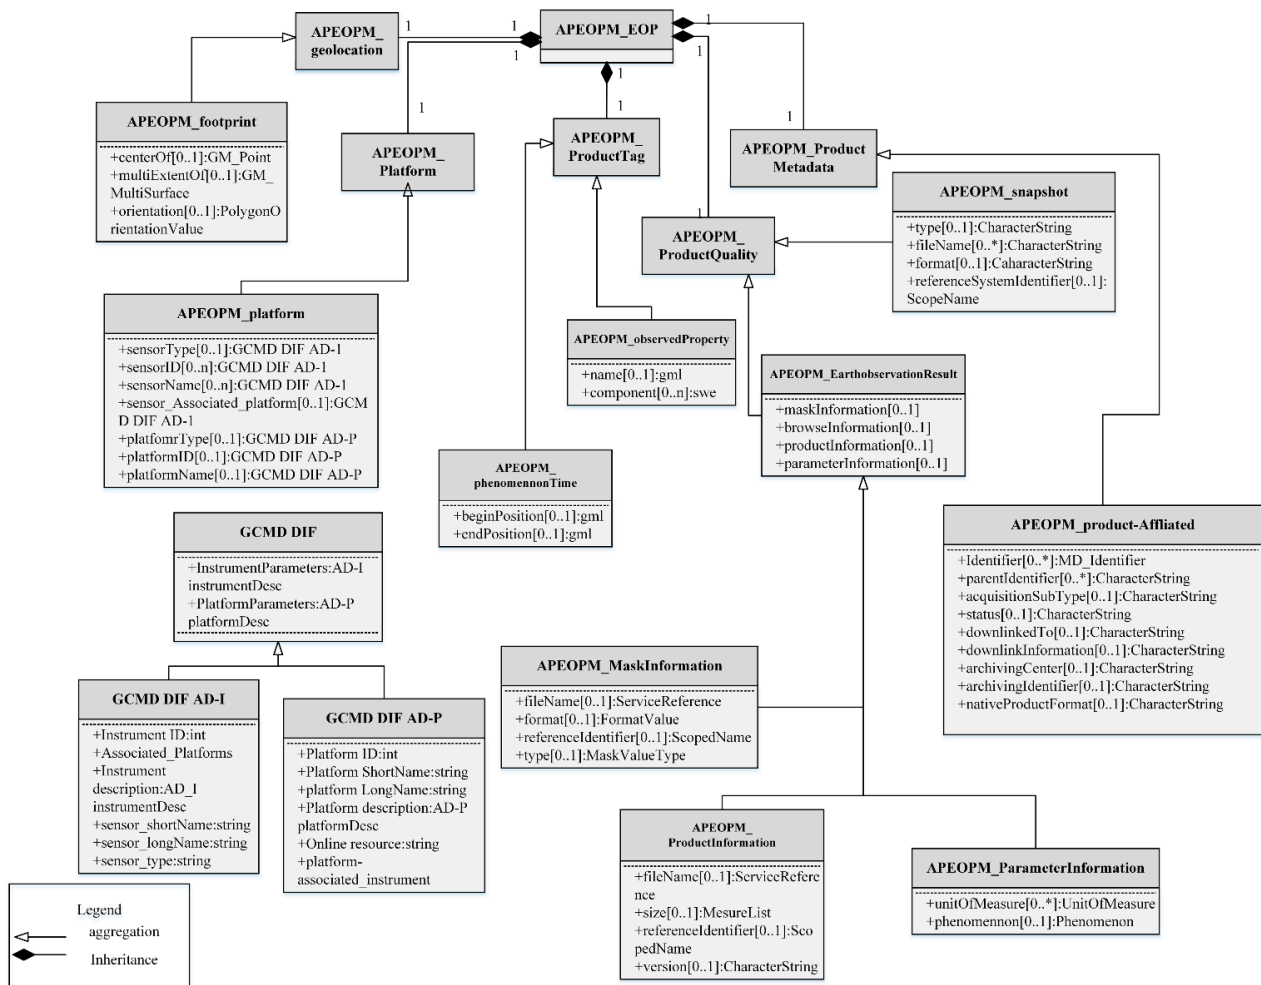 APEOPM_
geolocation
1
1
1
APEOPM_EOP
1
1
1
1
1
1
1
APEOPM_footprint
+centerOf[0..1]:GM_Point
+multiExtentOf[0..1]:GM_
MultiSurface
+orientation[0..1]:PolygonO
rientationValue
APEOPM_
Platform
APEOPM_
ProductTag
APEOPM_Product
Metadata
APEOPM_
ProductQuality
APEOPM_snapshot
+type[0..1]:CharacterString
+fileName[0..*]:CharacterString
+format[0..1]:CaharacterString
+referenceSystemIdentifier[0..1]:
ScopeName
APEOPM_platform
+sensorType[0..1]:GCMD DIF AD-1
+sensorID[0..n]:GCMD DIF AD-1
+sensorName[0..n]:GCMD DIF AD-1
+sensor_Associated_platform[0..1]:GCM
D DIF AD-1
+platfomrType[0..1]:GCMD DIF AD-P
+platformID[0..1]:GCMD DIF AD-P
+platformName[0..1]:GCMD DIF AD-P
APEOPM_observedProperty
+name[0..1]:gml
+component[0..n]:swe
APEOPM_EarthobservationResult
+maskInformation[0..1]
+browseInformation[0..1]
+productInformation[0..1]
+parameterInformation[0..1]
APEOPM_
phenomennonTime
+beginPosition[0..1]:gml
+endPosition[0..1]:gml
GCMD DIF
+InstrumentParameters:AD-I
instrumentDesc
+PlatformParameters:AD-P
platformDesc
APEOPM_product-Affliated
+Identifier[0..*]:MD_Identifier
+parentIdentifier[0..*]:CharacterString
+acquisitionSubType[0..1]:CharacterString
+status[0..1]:CharacterString
+downlinkedTo[0..1]:CharacterString
+downlinkInformation[0..1]:CharacterString
+archivingCenter[0..1]:CharacterString
+archivingIdentifier[0..1]:CharacterString
+nativeProductFormat[0..1]:CharacterString
APEOPM_MaskInformation
+fileName[0..1]:ServiceReference
+format[0..1]:FormatValue
+referenceIdentifier[0..1]:ScopedName
+type[0..1]:MaskValueType
GCMD DIF AD-I
+Instrument ID:int
+Associated_Platforms
+Instrument
description:AD_I
instrumentDesc
+sensor_shortName:string
+sensor_longName:string
+sensor_type:string
GCMD DIF AD-P
+Platform ID:int
+Platform ShortName:string
+platform LongName:string
+Platform description:AD-P
platformDesc
+Online resource:string
+platform-
associated_instrument
APEOPM_
ProductInformation
+fileName[0..1]:ServiceRefere
nce
+size[0..1]:MesureList
+referenceIdentifier[0..1]:Sco
pedName
+version[0..1]:CharacterString
APEOPM_ParameterInformation
+unitOfMeasure[0..*]:UnitOfMeasure
+phenomennon[0..1]:Phenomenon
Legend
aggregation
Inheritance